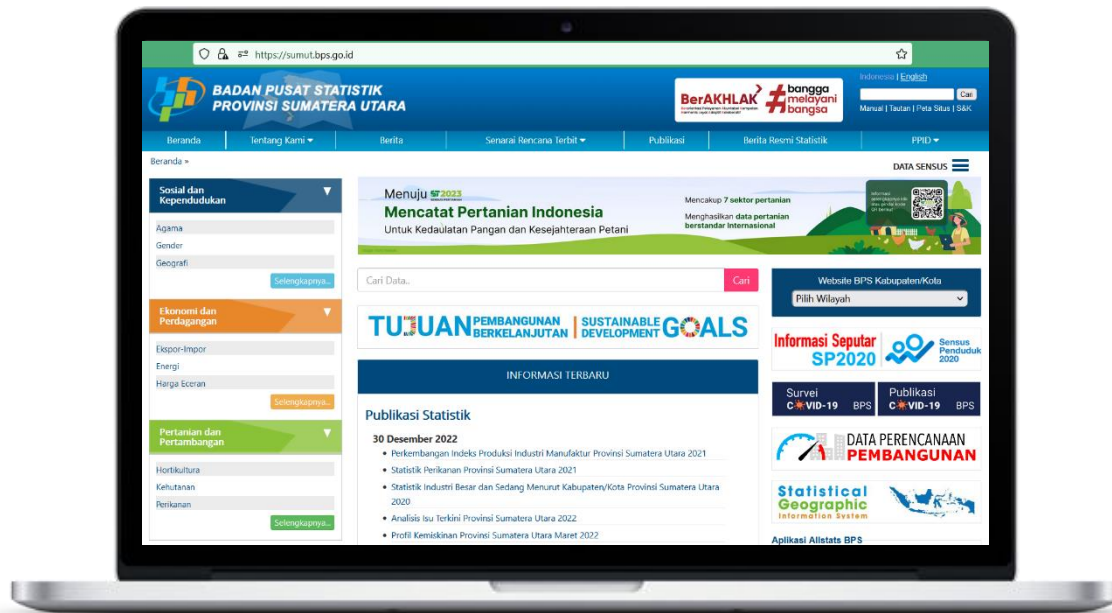 https://sumut.bps.go.id
BADAN PUSAT STATISTIK
PROVINSI SUMATERA UTARA
BerAKHLAK
#bangga
melayani
bangsa
Indonesia | English
Cari
Manual | Tautan | Peta Situs | S&K
Beranda
Tentang Kami
Berita
Senarai Rencana Terbit
Publikasi
Berita Resmi Statistik
PPID
Beranda »
DATA SENSUS
Sosial dan
Kependudukan
Agama
Gender
Geografi
Selengkapnya...
Ekonomi dan
Perdagangan
Ekspor-Impor
Energi
Harga Eceran
Selengkapnya...
Pertanian dan
Pertambangan
Hortikultura
Kehutanan
Perikanan
Selengkapnya...
Menuju ST2023
Mencatat Pertanian Indonesia
Untuk Kedaulatan Pangan dan Kesejahteraan Petani
Mencakup 7 sektor pertanian
Menghasilkan data pertanian
berstandar internasional
Cari Data..
Cari
TUJUAN PEMBANGUNAN BERKELANJUTAN | SUSTAINABLE DEVELOPMENT GOALS
INFORMASI TERBARU
Publikasi Statistik
30 Desember 2022
Perkembangan Indeks Produksi Industri Manufaktur Provinsi Sumatera Utara 2021
Statistik Perikanan Provinsi Sumatera Utara 2021
Statistik Industri Besar dan Sedang Menurut Kabupaten/Kota Provinsi Sumatera Utara
2020
Analisis Isu Terkini Provinsi Sumatera Utara 2022
Profil Kemiskinan Provinsi Sumatera Utara Maret 2022
Website BPS Kabupaten/Kota
Pilih Wilayah
Informasi Seputar
SP2020
Sensus
Penduduk
2020
Survei
COVID-19 BPS
Publikasi
COVID-19 BPS
DATA PERENCANAAN
PEMBANGUNAN
Statistical
Geographic
Information System
Aplikasi Allstats BPS